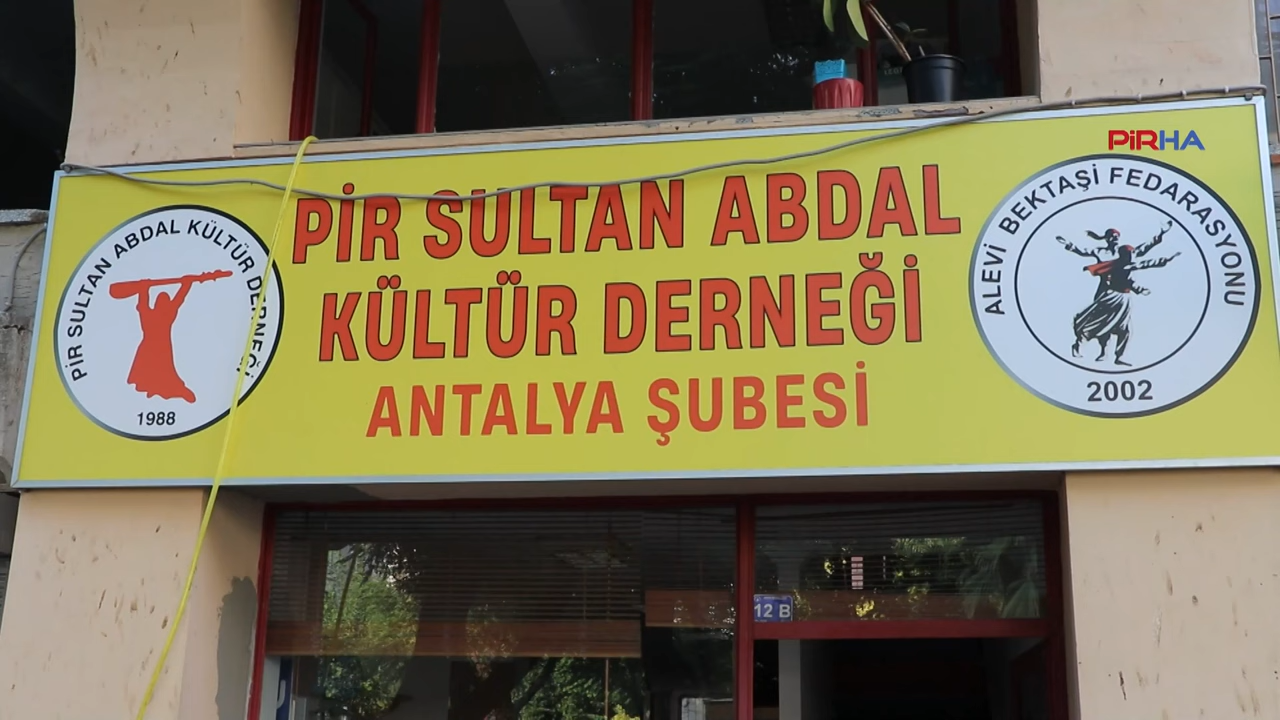 PİRHA
PİR SULTAN ABDAL KÜLTÜR DERNEĞİ
1988
PİR SULTAN ABDAL
KÜLTÜR DERNEĞİ
ANTALYA ŞUBESİ
ALEVİ BEKTAŞİ FEDARASYONU
2002
12 B